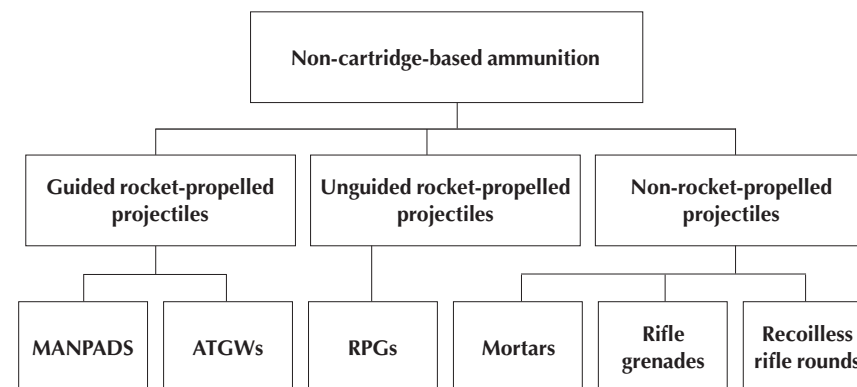 Non-cartridge-based ammunition
Guided rocket-propelled
projectiles
Unguided rocket-propelled
projectiles
Non-rocket-propelled
projectiles
MANPADS
ATGWs
RPGs
Mortars
Rifle
grenades
Recoilless
rifle rounds